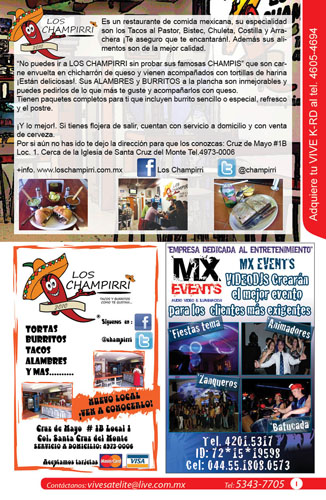 LOS
CHAMPIRRI
Es un restaurante de comida mexicana, su especialidad
son los Tacos al Pastor, Bistec, Chuleta, Costilla y Arra-
chera ¡Te aseguro que te encantarán!. Además sus ali-
mentos son de la mejor calidad.
"No puedes ir a LOS CHAMPIRRI sin probar sus famosas CHAMPIS" que son car-
ne envuelta en chicharrón de queso y vienen acompañados con tortillas de harina
¡Están deliciosas!. Sus ALAMBRES y BURRITOS a la plancha son inmejorables y
puedes pedirlos de lo que más te guste y acompañarlos con queso.
Tienen paquetes completos para ti que incluyen burrito sencillo o especial, refresco
y el postre.
¡Y lo mejor!. Si tienes flojera de salir, cuentan con servicio a domicilio y con venta
de cerveza.
Por si aún no has ido te dejo la dirección para que los conozcas: Cruz de Mayo #1B
Loc. 1. Cerca de la Iglesia de Santa Cruz del Monte Tel.4973-0006
+info. www.loschampirri.com.mx
Los Champirri
@champirri
Adquiere tu VIVE K-RD al tel. 4605-4694
LOS
CHAMPIRRI
2010
TACOS Y BURRITOS
COMO TE GUSTAN...
Síguenos en :
@champirri
TORTAS
BURRITOS
TACOS
ALAMBRES
Y MAS.........
NUEVO LOCAL
¡VEN A CONOCERLO!
Cruz de Mayo # 1B Local 1
Col. Santa Cruz del Monte
SERVICIO A DOMICILIO: 4973 0006
Aceptamos tarjetas
MasterCard
VISA
"EMPRESA DEDICADA AL ENTRETENIMIENTO"
MX
EVENTS
AUDIO VIDEO & ILUMINACION
MX EVENTS
VIDEODJS Crearán
el mejor evento
para los clientes más exigentes
"Fiestas tema"
"Animadores"
"Zanqueros"
"Batucada"
Tel. 4201.5317
ID: 72*15*19598
Cel: 044.55.1808.0573
Contáctanos: vivesatelite@live.com.mx
Tel: 5343-7705
1